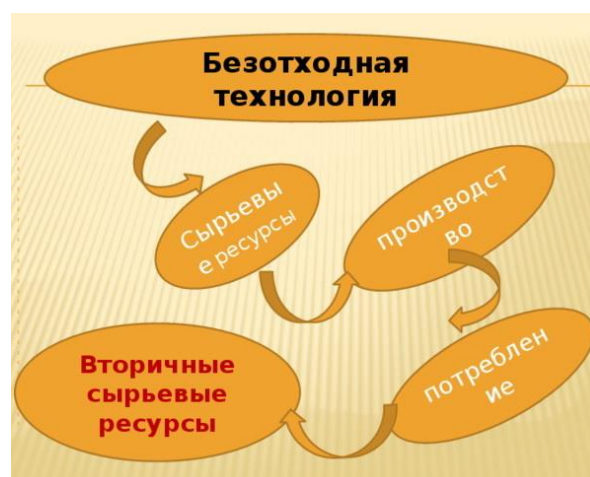 Безотходная
технология
Сырьевы
е ресурсы
производст
во
потреблен
ие
Вторичные
сырьевые
ресурсы